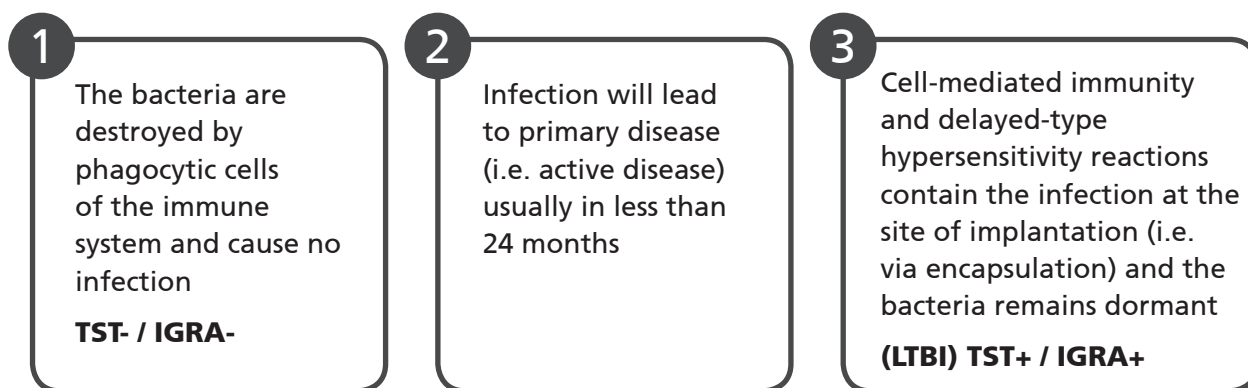 1
The bacteria are
destroyed by
phagocytic cells
of the immune
system and cause no
infection
TST- / IGRA-
2
Infection will lead
to primary disease
(i.e. active disease)
usually in less than
24 months
3
Cell-mediated immunity
and delayed-type
hypersensitivity reactions
contain the infection at the
site of implantation (i.e.
via encapsulation) and the
bacteria remains dormant
(LTBI) TST+ / IGRA+